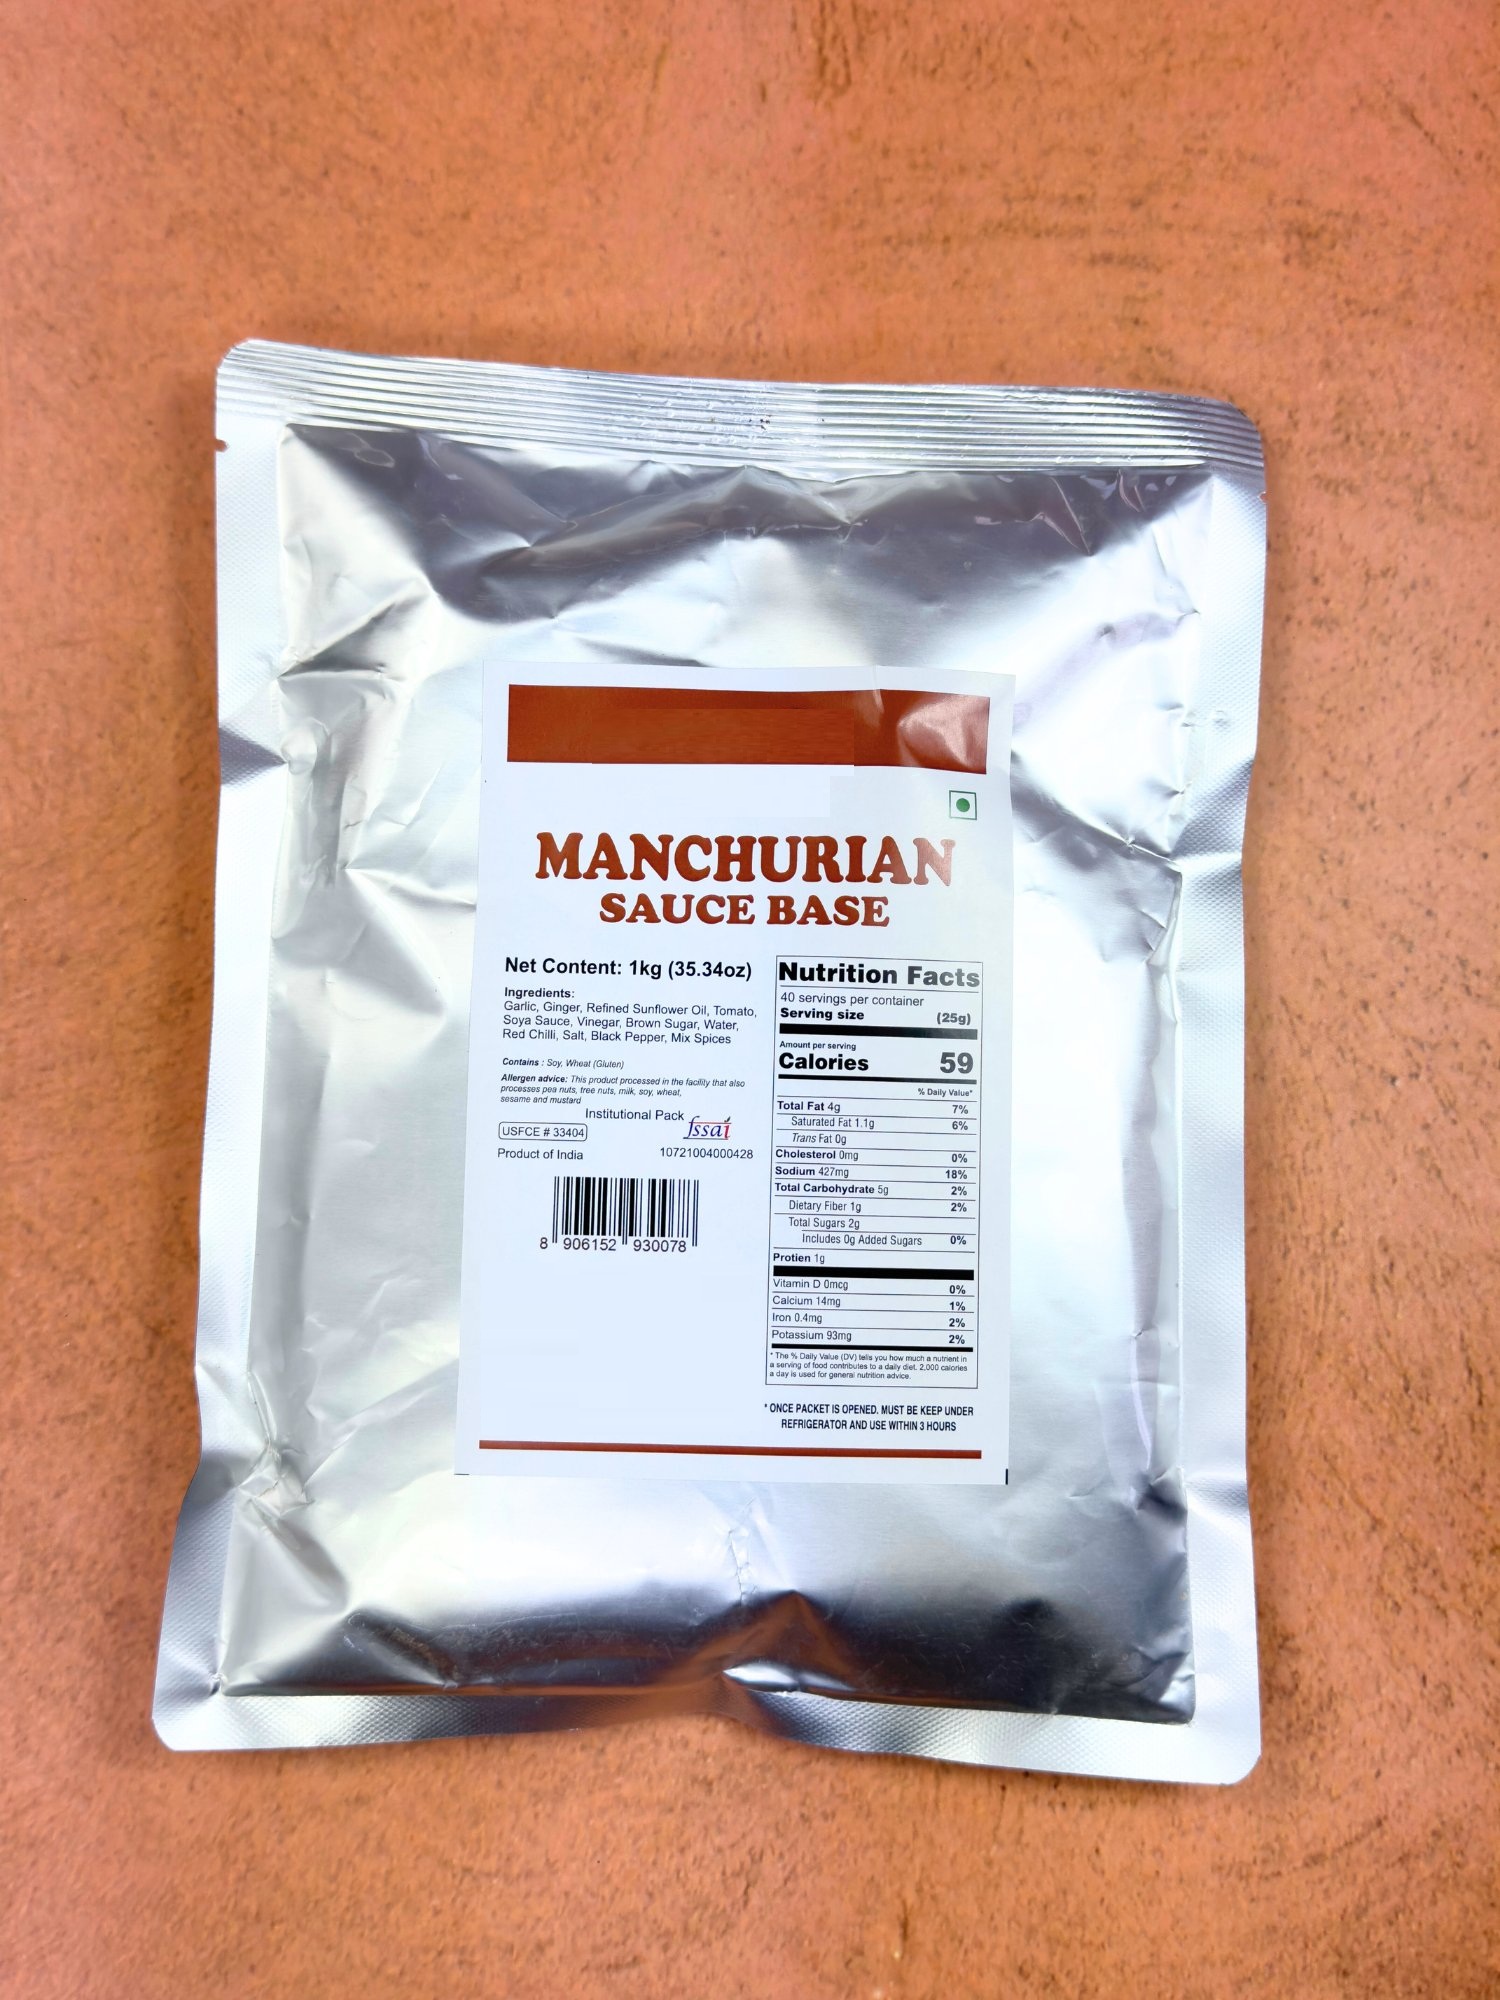 MANCHURIAN
SAUCE BASE
Net Content: 1kg (35.34oz)
Ingredients:
Garlic, Ginger, Refined Sunflower Oil, Tomato,
Soya Sauce, Vinegar, Brown Sugar, Water,
Red Chilli, Salt, Black Pepper, Mix Spices
Contains : Soy, Wheat (Gluten)
Allergen advice: This product processed in the facility that also
processes pea nuts, tree nuts, milk, soy, wheat,
sesame and mustard
Institutional Pack
USFCE # 33404
fssai
Product of India
10721004000428
8 906152 930078
Nutrition Facts
40 servings per container
Serving size (25g)
Amount per serving
Calories 59
% Daily Value*
Total Fat 4g 7%
Saturated Fat 1.1g 6%
Trans Fat 0g
Cholesterol 0mg 0%
Sodium 427mg 18%
Total Carbohydrate 5g 2%
Dietary Fiber 1g 2%
Total Sugars 2g
Includes 0g Added Sugars 0%
Protien 1g
Vitamin D 0mcg 0%
Calcium 14mg 1%
Iron 0.4mg 2%
Potassium 93mg 2%
* The % Daily Value (DV) tells you how much a nutrient in
a serving of food contributes to a daily diet. 2,000 calories
a day is used for general nutrition advice.
* ONCE PACKET IS OPENED. MUST BE KEEP UNDER
REFRIGERATOR AND USE WITHIN 3 HOURS